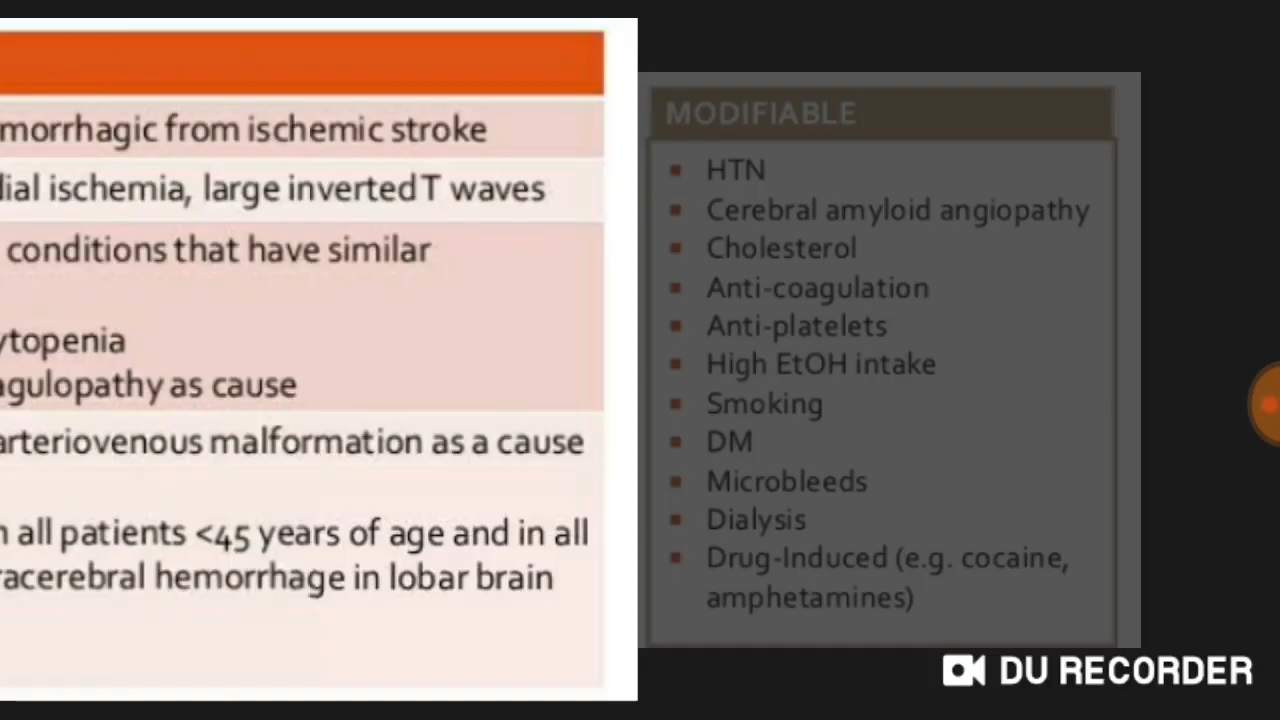 morrhagic from ischemic stroke
dial ischemia, large inverted T waves
conditions that have similar
ytopenia
agulopathy as cause
arteriovenous malformation as a cause
n all patients <45 years of age and in all
racerebral hemorrhage in lobar brain
MODIFIABLE
HTN
Cerebral amyloid angiopathy
Cholesterol
Anti-coagulation
Anti-platelets
High EtOH intake
Smoking
DM
Microbleeds
Dialysis
Drug-Induced (e.g. cocaine,
amphetamines)
DU RECORDER